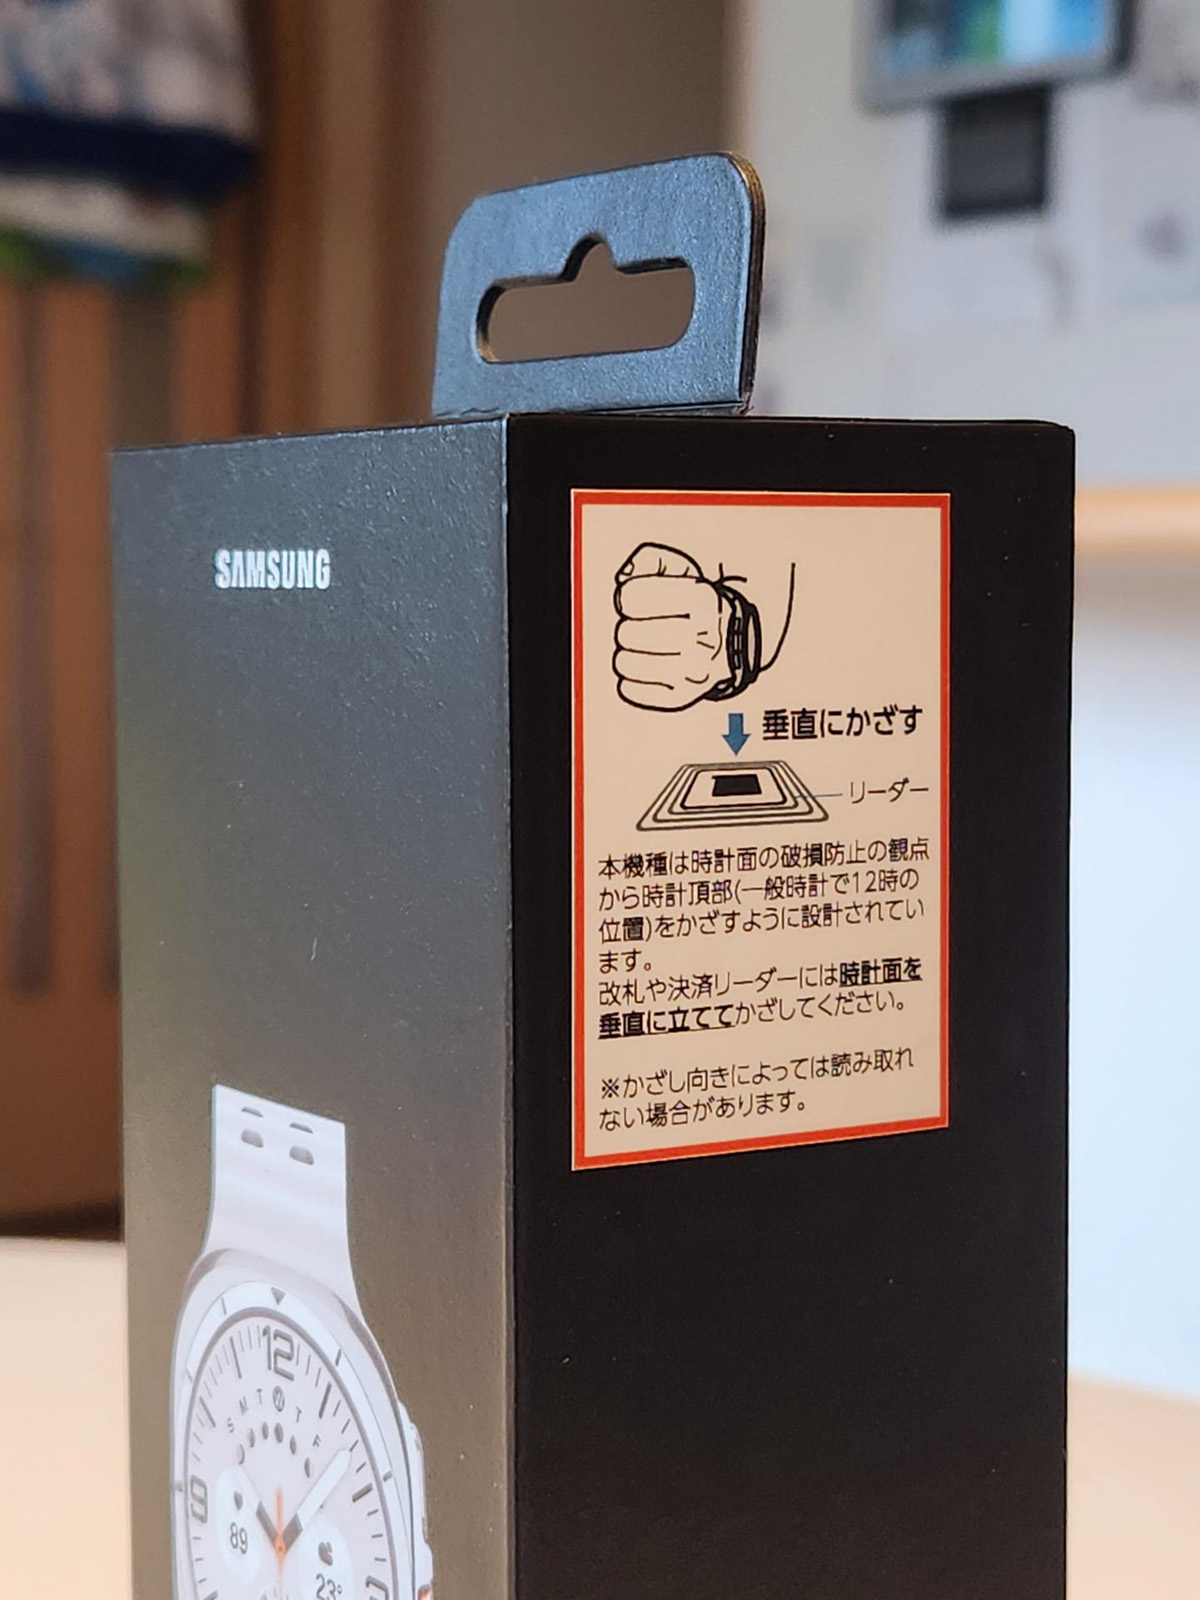 SAMSUNG
垂直にかざす
リーダー
本機種は時計面の破損防止の観点
から時計頂部(一般時計で12時の
位置)をかざすように設計されてい
ます。
改札や決済リーダーには時計面を
垂直に立ててかざしてください。
※かざし向きによっては読み取れ
ない場合があります。
12
S M T W T F
9
89
23°